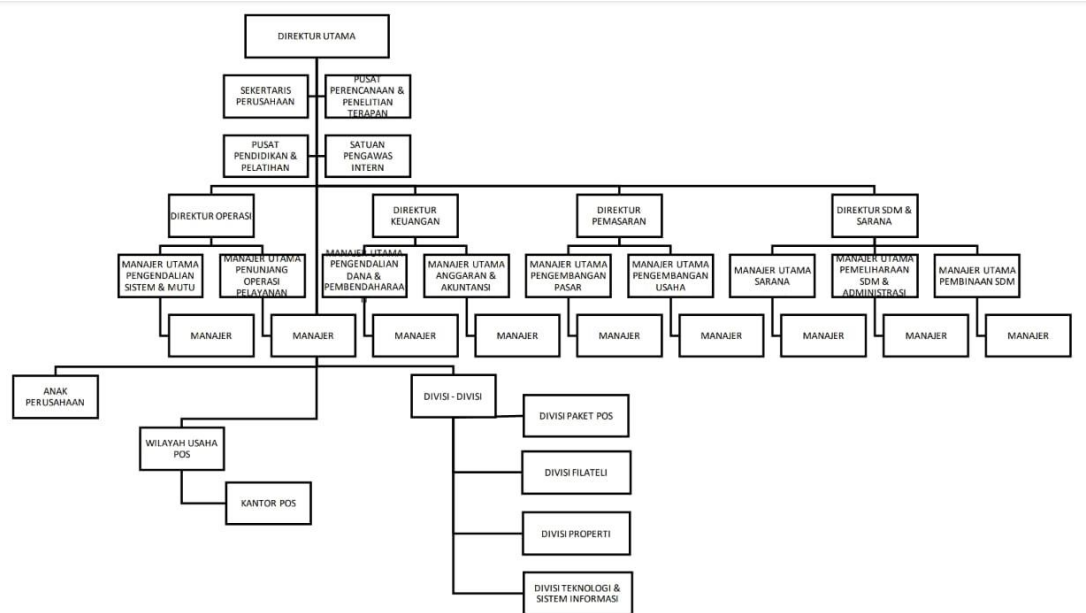 DIREKTUR UTAMA
SEKERTARIS
PERUSAHAAN
PUSAT
PERENCANAAN &
PENELITIAN
TERAPAN
PUSAT
PENDIDIKAN &
PELATIHAN
SATUAN
PENGAWAS
INTERN
DIREKTUR OPERASI
DIREKTUR
KEUANGAN
DIREKTUR
PEMASARAN
DIREKTUR SDM &
SARANA
MANAJER UTAMA
PENGENDALIAN
SISTEM & MUTU
MANAJER UTAMA
PENUNJANG
OPERASI
PELAYANAN
MANAJER UTAMA
PENGENDALIAN
DANA &
PEMBENDAHARAA
N
MANAJER UTAMA
ANGGARAN &
AKUNTANSI
MANAJER UTAMA
PENGEMBANGAN
PASAR
MANAJER UTAMA
PENGEMBANGAN
USAHA
MANAJER UTAMA
SARANA
MANAJER UTAMA
PEMELIHARAAN
SDM &
ADMINISTRASI
MANAJER UTAMA
PEMBINAAN SDM
MANAJER
MANAJER
MANAJER
MANAJER
MANAJER
MANAJER
MANAJER
MANAJER
MANAJER
ANAK
PERUSAHAAN
DIVISI - DIVISI
DIVISI PAKET POS
WILAYAH USAHA
POS
DIVISI FILATELI
KANTOR POS
DIVISI PROPERTI
DIVISI TEKNOLOGI &
SISTEM INFORMASI